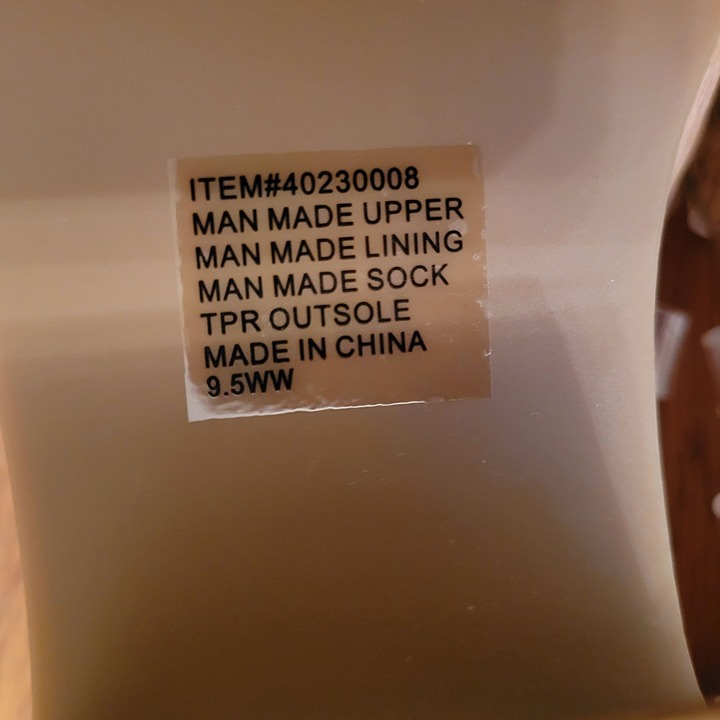 ITEM#40230008
MAN MADE UPPER
MAN MADE LINING
MAN MADE SOCK
TPR OUTSOLE
MADE IN CHINA
9.5WW